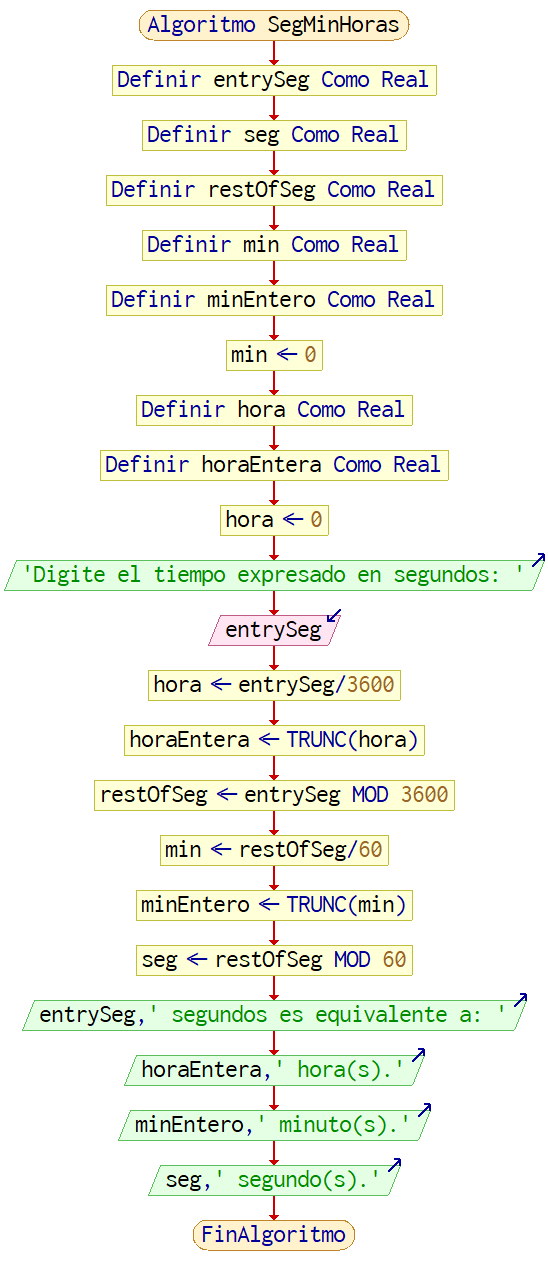 Algoritmo SegMinHoras
Definir entrySeg Como Real
Definir seg Como Real
Definir restOfSeg Como Real
Definir min Como Real
Definir minEntero Como Real
min ← 0
Definir hora Como Real
Definir horaEntera Como Real
hora ← 0
'Digite el tiempo expresado en segundos: '
entrySeg
hora ← entrySeg/3600
horaEntera ← TRUNC(hora)
restOfSeg ← entrySeg MOD 3600
min ← restOfSeg/60
minEntero ← TRUNC(min)
seg ← restOfSeg MOD 60
entrySeg,' segundos es equivalente a: '
horaEntera,' hora(s).'
minEntero,' minuto(s).'
seg,' segundo(s).'
FinAlgoritmo